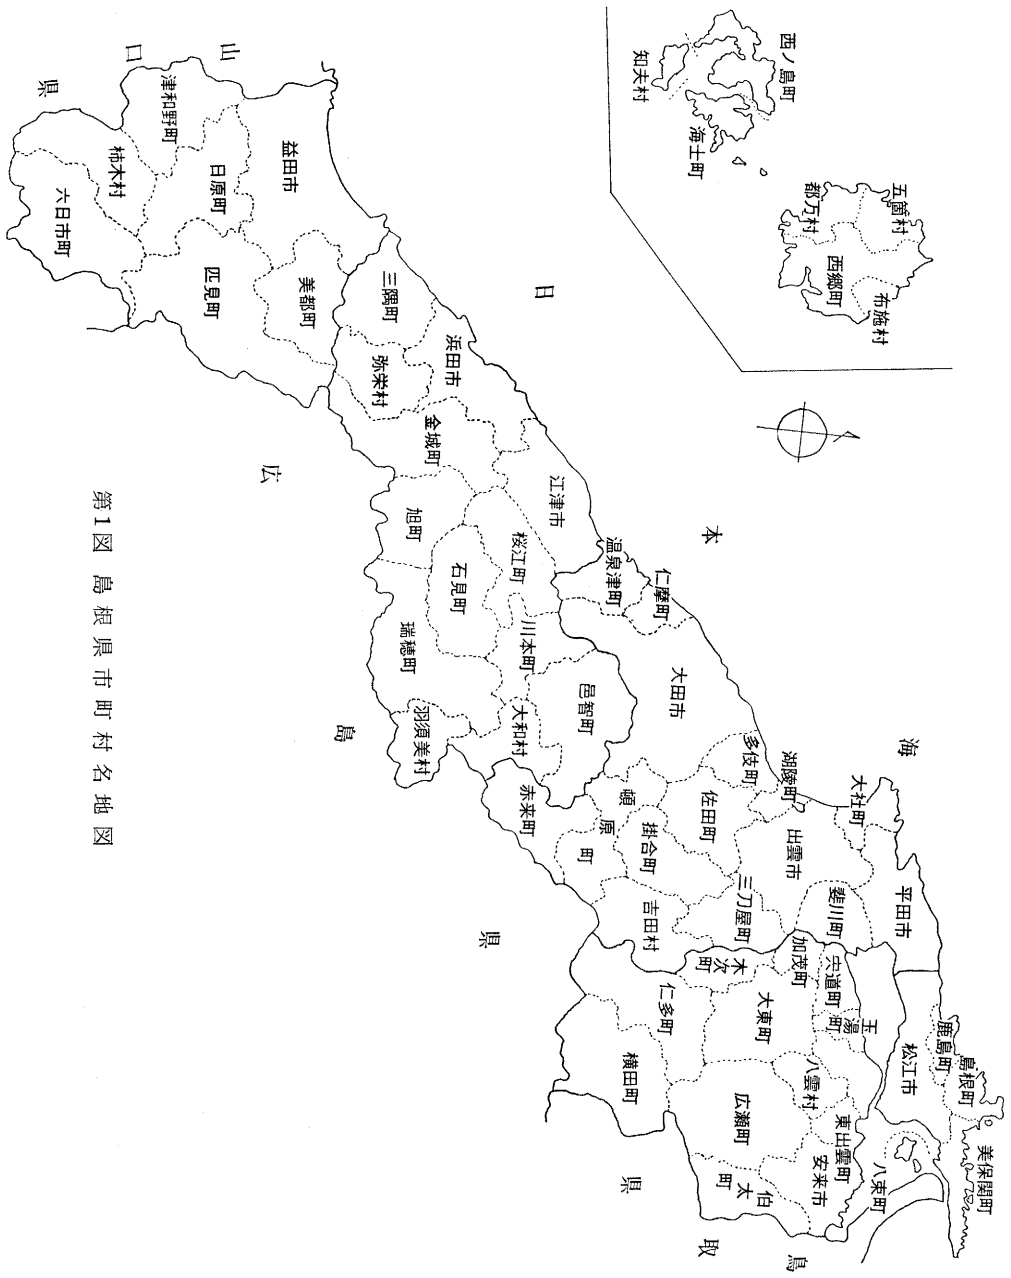 西ノ島町
知夫村
海士町
五箇村
都万村
西郷町
布施村
日本海
鹿島町
島根町
美保関町
松江市
八束町
平田市
大社町
出雲市
斐川町
湖陵町
多伎町
宍道町
玉湯町
八雲村
東出雲町
安来市
伯太町
広瀬町
加茂町
大東町
木次町
三刀屋町
佐田町
掛合町
頓原町
吉田村
仁多町
横田町
赤来町
大田市
仁摩町
温泉津町
邑智町
大和村
川本町
桜江町
江津市
石見町
瑞穂町
羽須美村
旭町
金城町
浜田市
三隅町
弥栄村
益田市
美都町
匹見町
日原町
津和野町
柿木村
六日市町
山口県
広島県
鳥取県
第1図 島根県市町村名地図